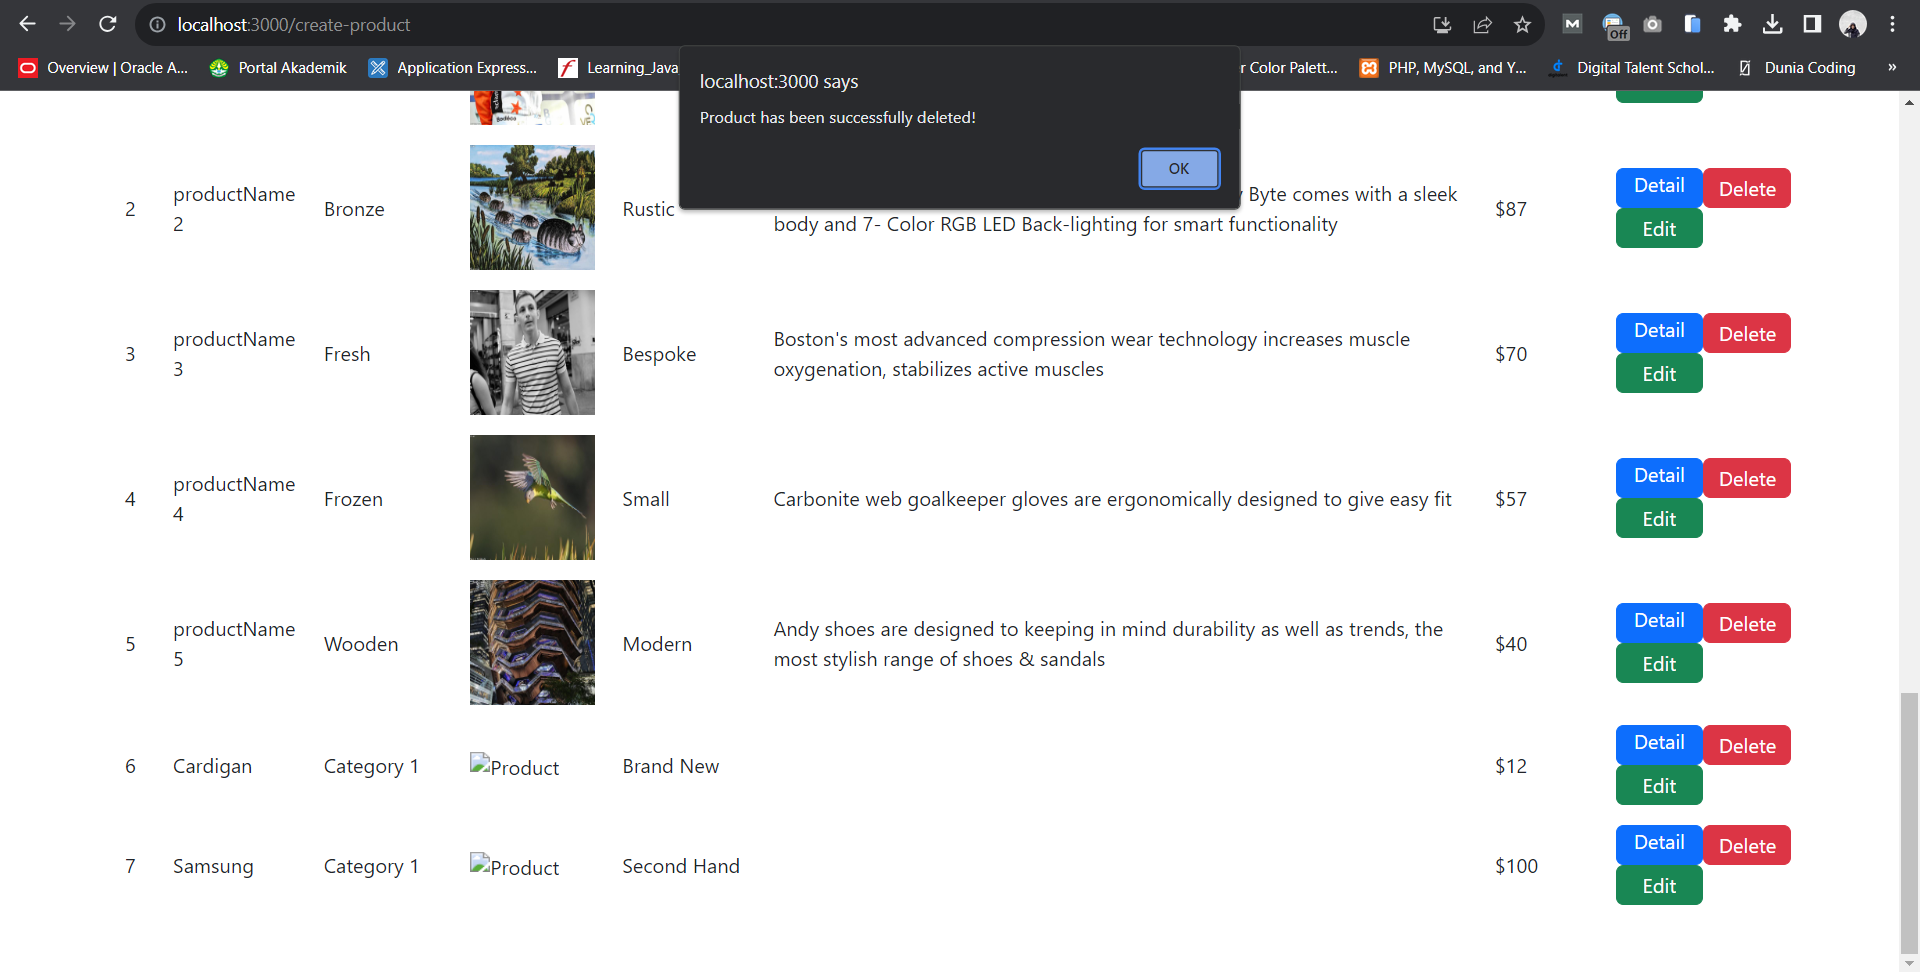 localhost:3000/create-product
Off
Overview | Oracle A...
Portal Akademik
Application Express...
Learning_Java
r Color Palett...
PHP, MySQL, and Y...
Digital Talent Schol...
Dunia Coding
»
localhost:3000 says
Product has been successfully deleted!
OK
2 productName 2 Bronze Rustic
Byte comes with a sleek
body and 7- Color RGB LED Back-lighting for smart functionality
$87
Detail Delete
Edit
3 productName 3 Fresh Bespoke
Boston's most advanced compression wear technology increases muscle
oxygenation, stabilizes active muscles
$70
Detail Delete
Edit
4 productName 4 Frozen Small
Carbonite web goalkeeper gloves are ergonomically designed to give easy fit
$57
Detail Delete
Edit
5 productName 5 Wooden Modern
Andy shoes are designed to keeping in mind durability as well as trends, the
most stylish range of shoes & sandals
$40
Detail Delete
Edit
6 Cardigan Category 1 Product Brand New $12
Detail Delete
Edit
7 Samsung Category 1 Product Second Hand $100
Detail Delete
Edit